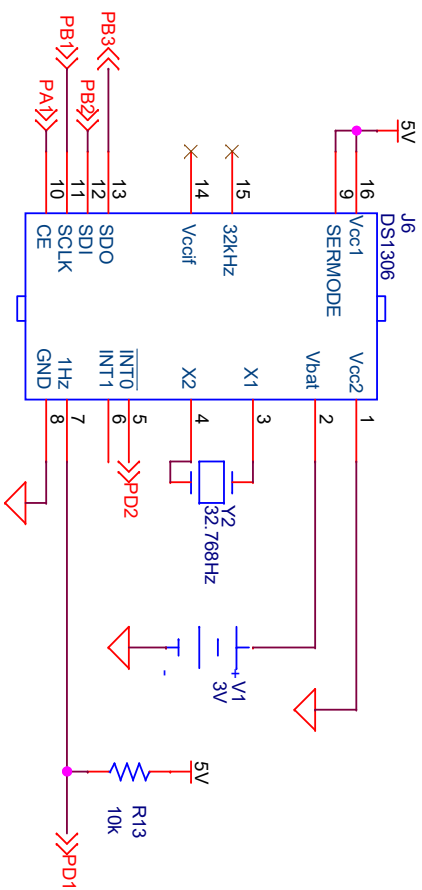 J6
DS1306
5V
16
Vcc1
9
SERMODE
15
32kHz
14
Vccif
PB3
13
SDO
PB2
12
SDI
PB1
11
SCLK
PA1
10
CE
Vcc2
1
Vbat
2
X1
3
X2
4
INT0
5
PD2
INT1
6
1Hz
7
GND
8
Y2
32.768Hz
+
V1
3V
-
5V
R13
10k
PD1